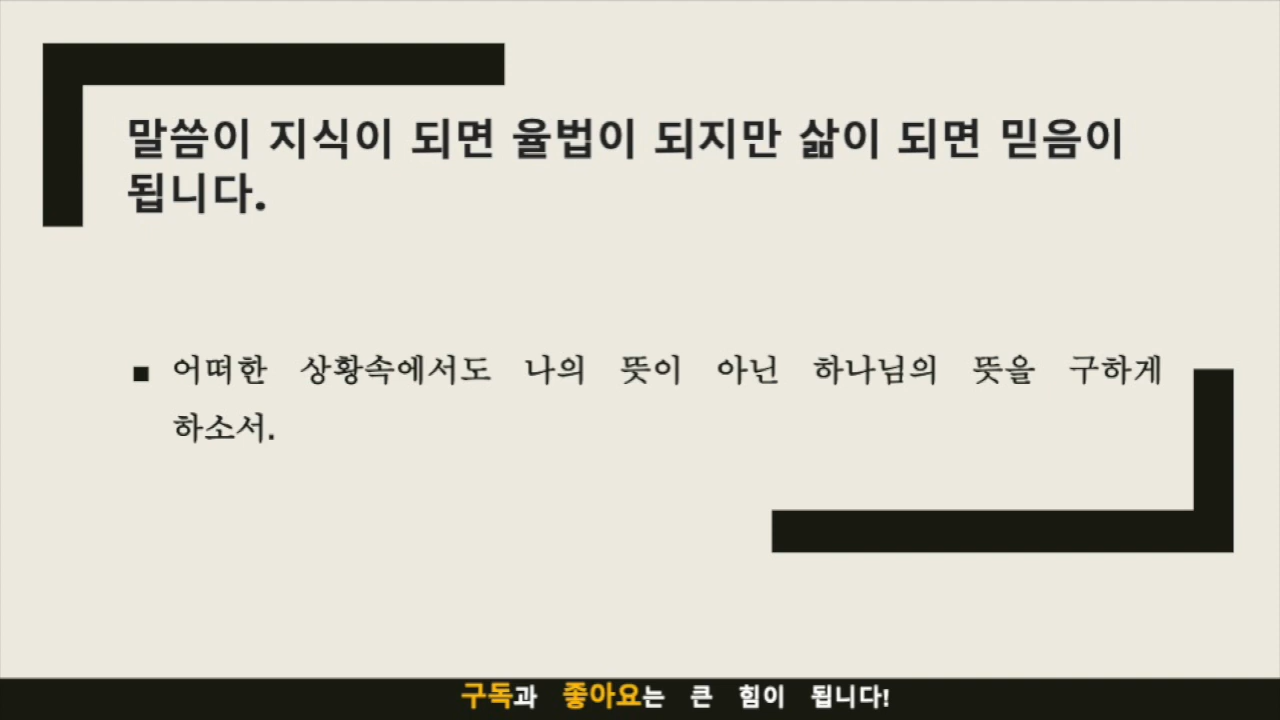 말씀이 지식이 되면 율법이 되지만 삶이 되면 믿음이
됩니다.
■ 어떠한 상황속에서도 나의 뜻이 아닌 하나님의 뜻을 구하게
하소서.
구독과 좋아요는 큰 힘이 됩니다!